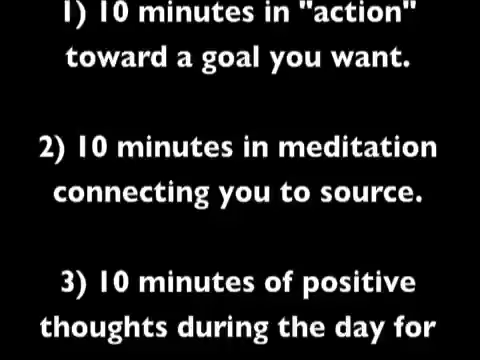 1) 10 minutes in "action"
toward a goal you want.
2) 10 minutes in meditation
connecting you to source.
3) 10 minutes of positive
thoughts during the day for